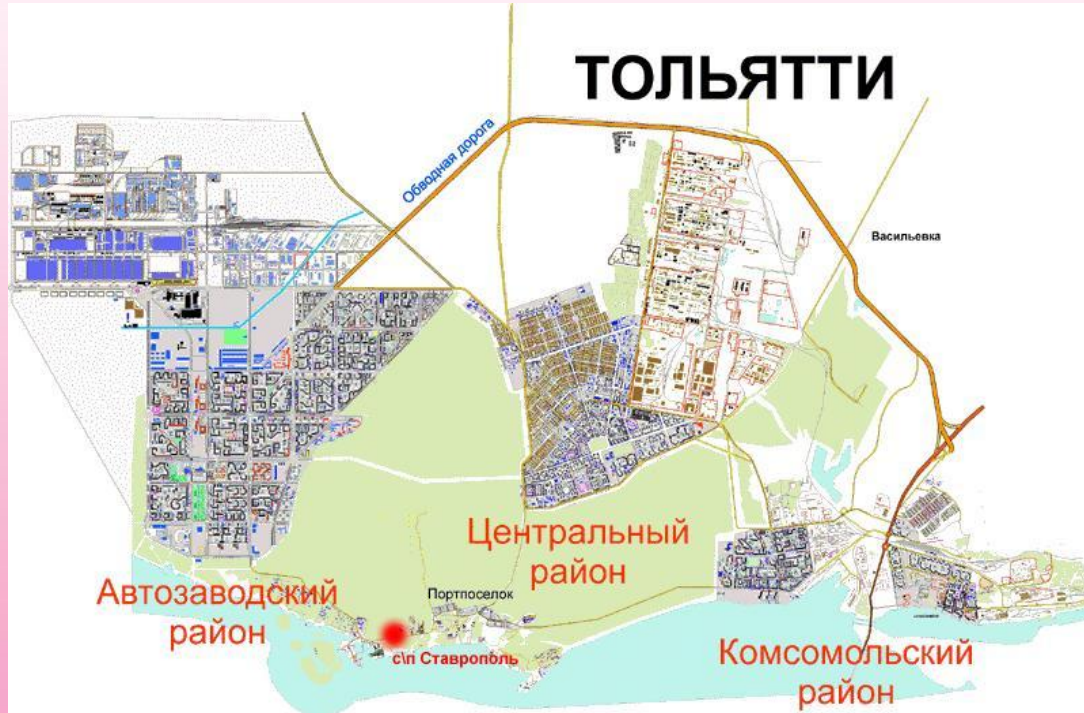 ТОЛЬЯТТИ
Обводная дорога
Васильевка
Центральный
район
Автозаводский
район
Портпоселок
с\п Ставрополь
Комсомольский
район